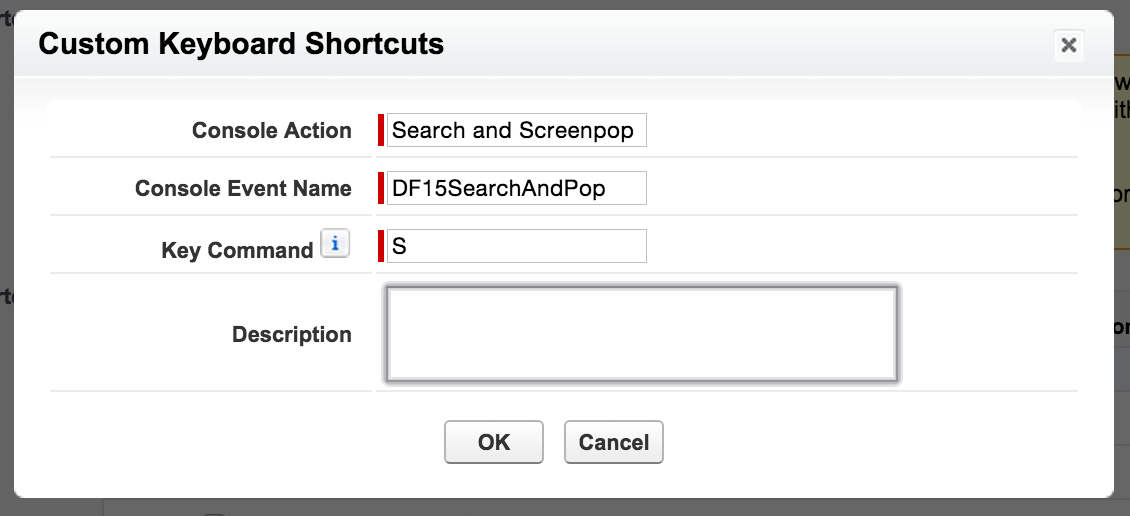 Custom Keyboard Shortcuts
Console Action Search and Screenpop
Console Event Name DF15SearchAndPop
Key Command i S
Description
OK Cancel